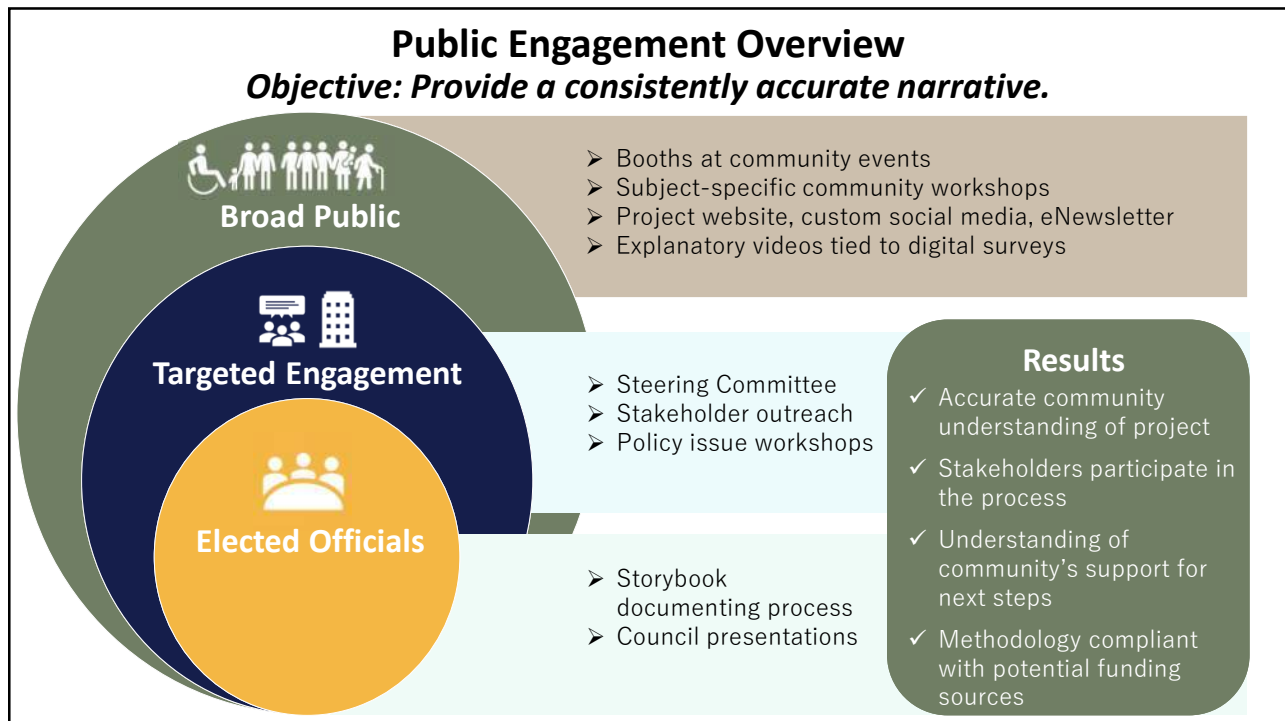 Public Engagement Overview
Objective: Provide a consistently accurate narrative.
Broad Public
➢ Booths at community events
➢ Subject-specific community workshops
➢ Project website, custom social media, eNewsletter
➢ Explanatory videos tied to digital surveys
Targeted Engagement
➢ Steering Committee
➢ Stakeholder outreach
➢ Policy issue workshops
Elected Officials
➢ Storybook
documenting process
➢ Council presentations
Results
✓ Accurate community
understanding of project
✓ Stakeholders participate in
the process
✓ Understanding of
community’s support for
next steps
✓ Methodology compliant
with potential funding
sources